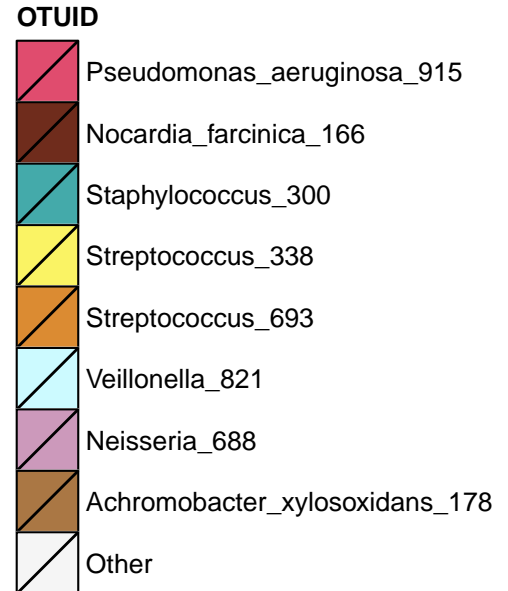 OTUID
Pseudomonas_aeruginosa_915
Nocardia_farcinica_166
Staphylococcus_300
Streptococcus_338
Streptococcus_693
Veillonella_821
Neisseria_688
Achromobacter_xylosoxidans_178
Other